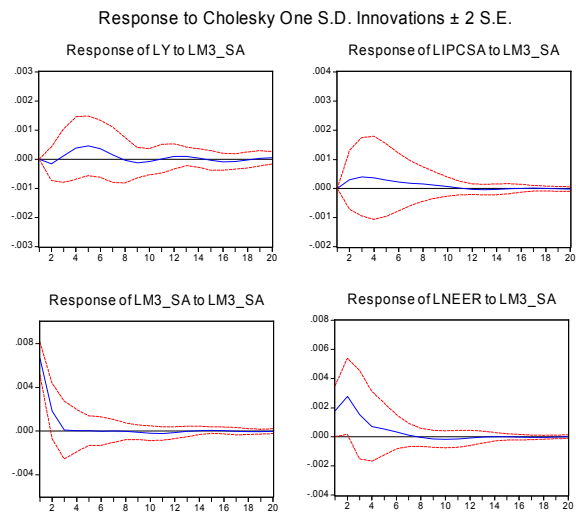 Response to Cholesky One S.D. Innovations ± 2 S.E.
Response of LY to LM3_SA
.003
.002
.001
.000
-.001
-.002
-.003
2 4 6 8 10 12 14 16 18 20
Response of LIPCSA to LM3_SA
.004
.003
.002
.001
.000
-.001
-.002
2 4 6 8 10 12 14 16 18 20
Response of LM3_SA to LM3_SA
.008
.004
.000
-.004
2 4 6 8 10 12 14 16 18 20
Response of LNEER to LM3_SA
.008
.006
.004
.002
.000
-.002
-.004
2 4 6 8 10 12 14 16 18 20